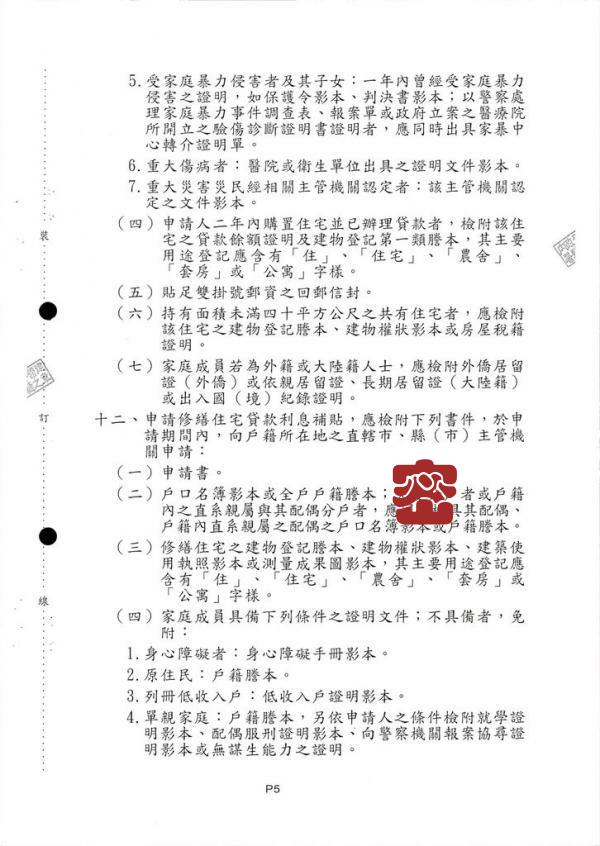 5.受家庭暴力侵害者及其子女：一年內曾經受家庭暴力
侵害之證明，如保護令影本、判決書影本；以警察處
理家庭暴力事件調查表、報案單或政府立案之醫療院
所開立之驗傷診斷證明書證明者，應同時出具家暴中
心轉介證明單。
6.重大傷病者：醫院或衛生單位出具之證明文件影本。
7.重大災害災民經相關主管機關認定者：該主管機關認
定之文件影本。
（四）申請人二年內購置住宅並已辦理貸款者，檢附該住
宅之貸款餘額證明及建物登記第一類謄本，其主要
用途登記應含有「住」、「住宅」、「農舍」、
「套房」或「公寓」字樣。
（五）貼足雙掛號郵資之回郵信封。
（六）持有面積未滿四十平方公尺之共有住宅者，應檢附
該住宅之建物登記謄本、建物權狀影本或房屋稅籍
證明。
（七）家庭成員若為外籍或大陸籍人士，應檢附外僑居留
證（外僑）或依親居留證、長期居留證（大陸籍）
或出入國（境）紀錄證明。
十二、申請修繕住宅貸款利息補貼，應檢附下列書件，於申
請期間內，向戶籍所在地之直轄市、縣（市）主管機
關申請：
（一）申請書。
（二）戶口名簿影本或全戶戶籍謄本；者或戶籍
內之直系親屬與其配偶分戶者，應具其配偶、
戶籍內直系親屬之配偶之戶口名簿影本或戶籍謄本。
（三）修繕住宅之建物登記謄本、建物權狀影本、建築使
用執照影本或測量成果圖影本，其主要用途登記應
含有「住」、「住宅」、「農舍」、「套房」或
「公寓」字樣。
（四）家庭成員具備下列條件之證明文件；不具備者，免
附：
1.身心障礙者：身心障礙手冊影本。
2.原住民：戶籍謄本。
3.列冊低收入戶：低收入戶證明影本。
4.單親家庭：戶籍謄本，另依申請人之條件檢附就學證
明影本、配偶服刑證明影本、向警察機關報案協尋證
明影本或無謀生能力之證明。
裝
訂
線
P5